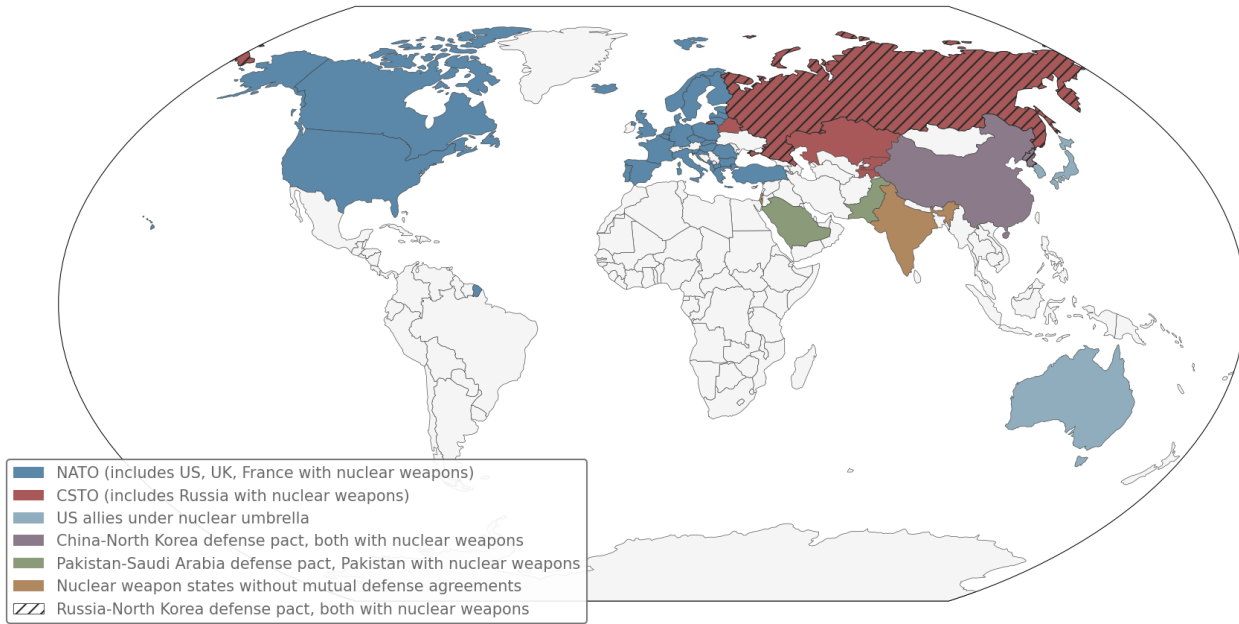 NATO (includes US, UK, France with nuclear weapons)
CSTO (includes Russia with nuclear weapons)
US allies under nuclear umbrella
China-North Korea defense pact, both with nuclear weapons
Pakistan-Saudi Arabia defense pact, Pakistan with nuclear weapons
Nuclear weapon states without mutual defense agreements
Russia-North Korea defense pact, both with nuclear weapons